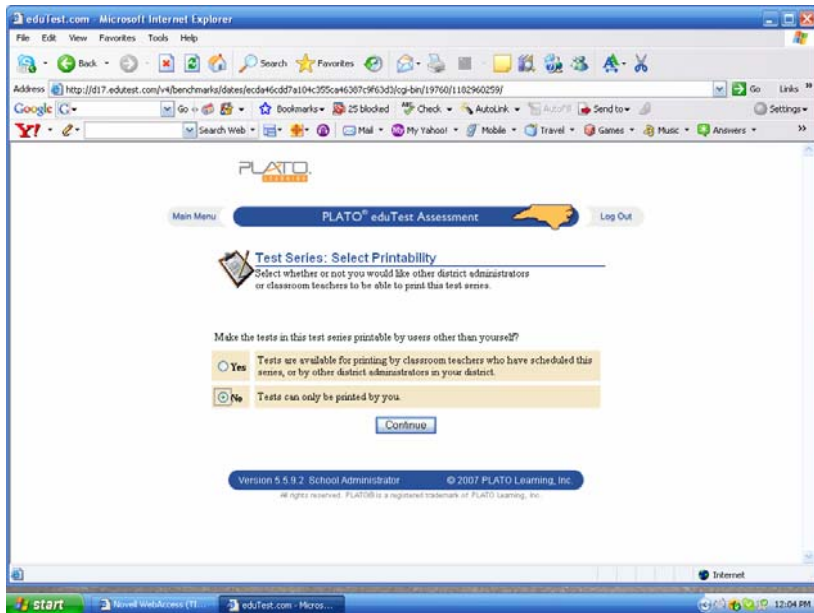 eduTest.com - Microsoft Internet Explorer
File Edit View Favorites Tools Help
Back Search Favorites
Address http://d17.edutest.com/v4/benchmarks/dates/ecda46cdd7a104c355ca46307c9f63d3/cgi-bin/19760/1182960259/ Go Links »
Google G Go Bookmarks 25 blocked Check AutoLink AutoFill Send to Settings
Y! Search Web Mail My Yahoo! Mobile Travel Games Music Answers »
PLATO
LEARNING
Main Menu PLATO® eduTest Assessment Log Out
Test Series: Select Printability
Select whether or not you would like other district administrators
or classroom teachers to be able to print this test series.
Make the tests in this test series printable by users other than yourself?
Yes Tests are available for printing by classroom teachers who have scheduled this
series, or by other district administrators in your district.
No Tests can only be printed by you.
Continue
Version 5.5.9.2 School Administrator © 2007 PLATO Learning, Inc.
All rights reserved. PLATO® is a registered trademark of PLATO Learning, Inc.
Internet
start Novell WebAccess (TI... eduTest.com - Micros... 12:04 PM